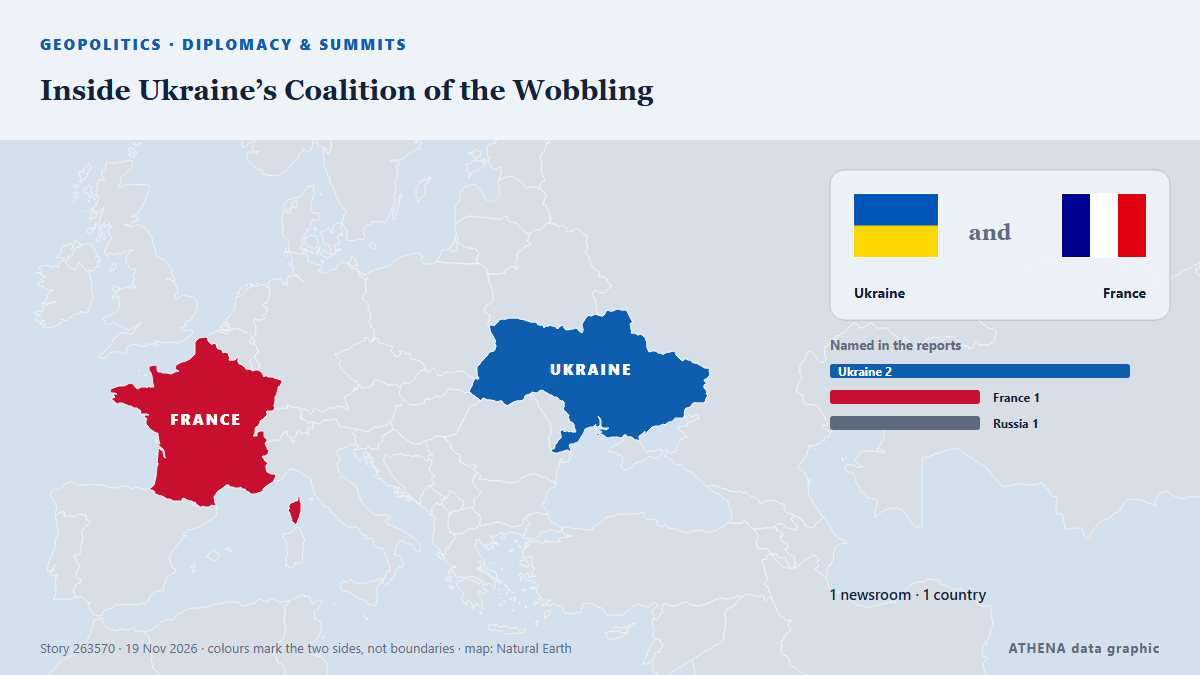 GEOPOLITICS · DIPLOMACY & SUMMITS
Inside Ukraine’s Coalition of the Wobbling
and
Ukraine
France
Named in the reports
Ukraine 2
France 1
Russia 1
UKRAINE
FRANCE
1 newsroom · 1 country
Story 263570 · 19 Nov 2026 · colours mark the two sides, not boundaries · map: Natural Earth
ATHENA data graphic